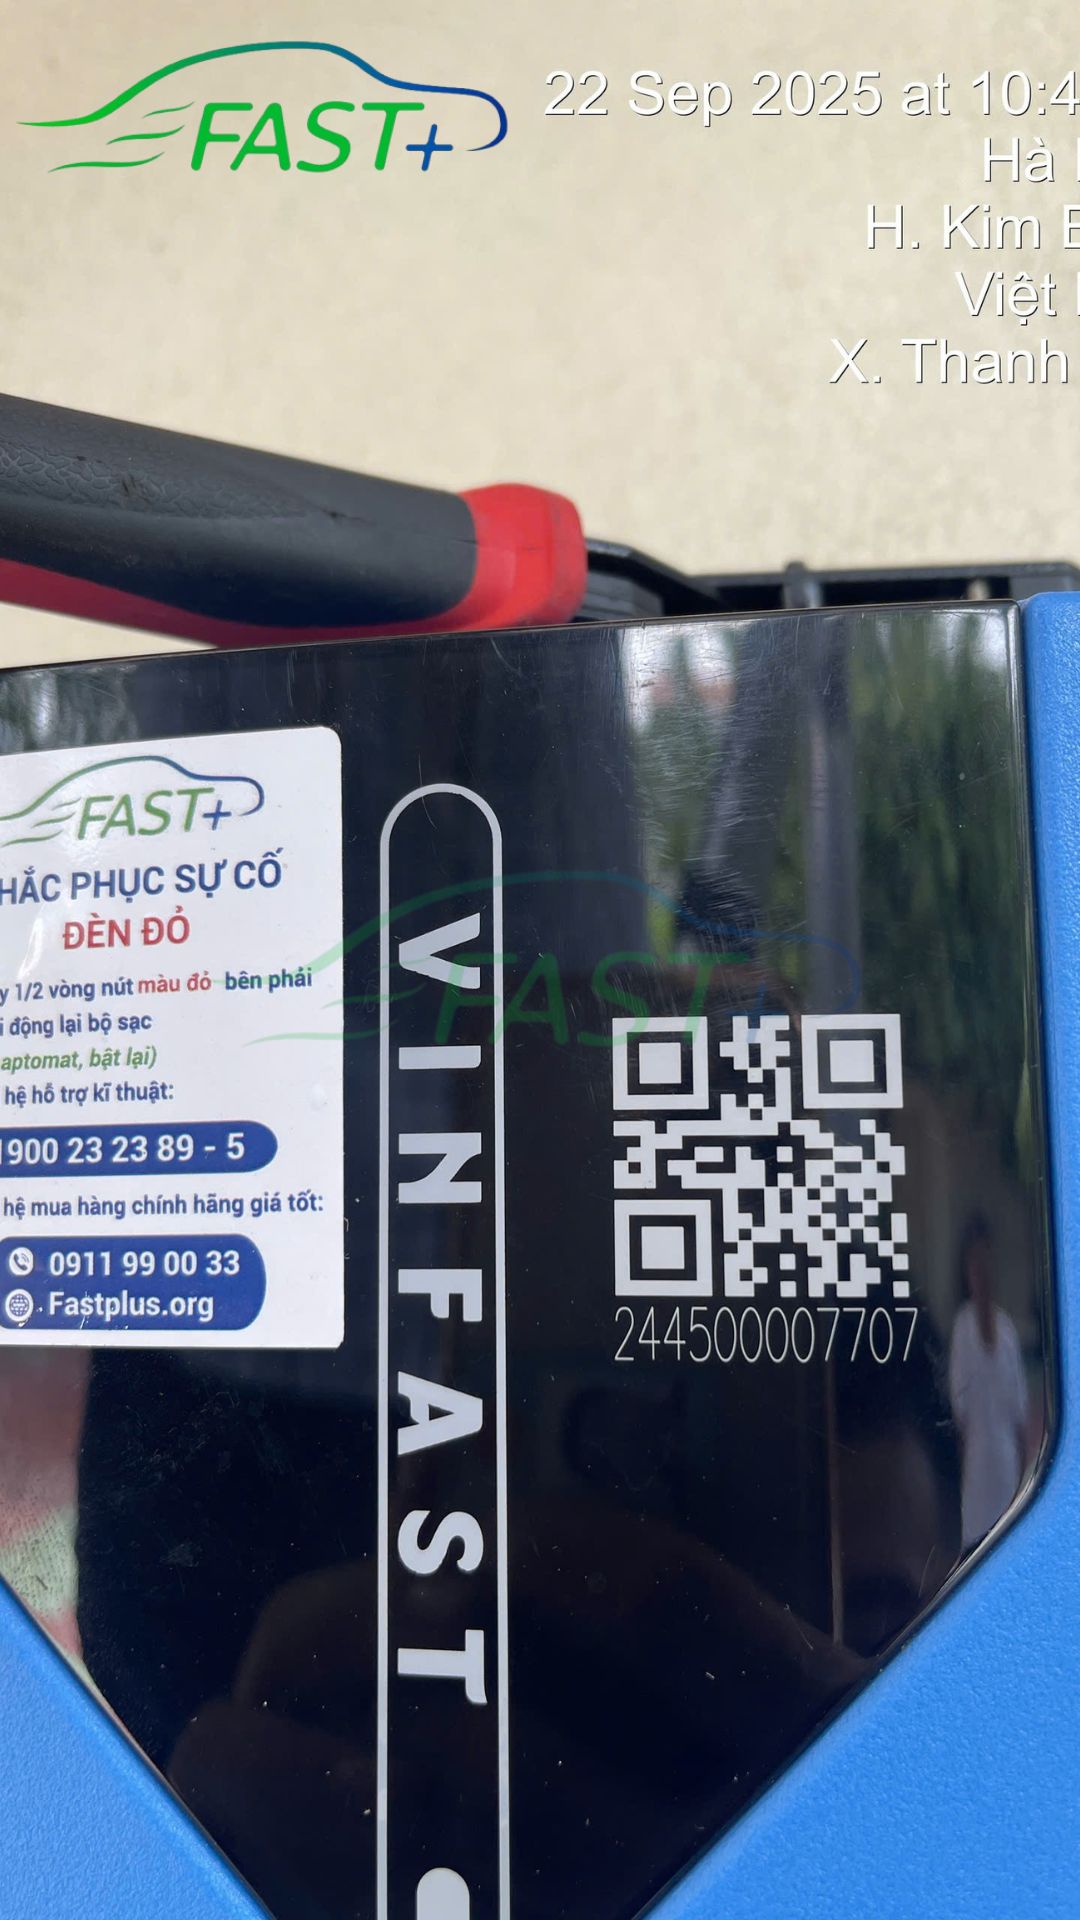 FAST+
22 Sep 2025 at 10:4
Hà
H. Kim
Việt
X. Thanh
FAST+
HẮC PHỤC SỰ CỐ
ĐÈN ĐỎ
y 1/2 vòng nút màu đỏ bên phải
i động lại bộ sạc
aptomat, bật lại)
hệ hỗ trợ kĩ thuật:
1900 23 23 89 - 5
hệ mua hàng chính hãng giá tốt:
0911 99 00 33
Fastplus.org
VINFAST
FAST+
244500007707